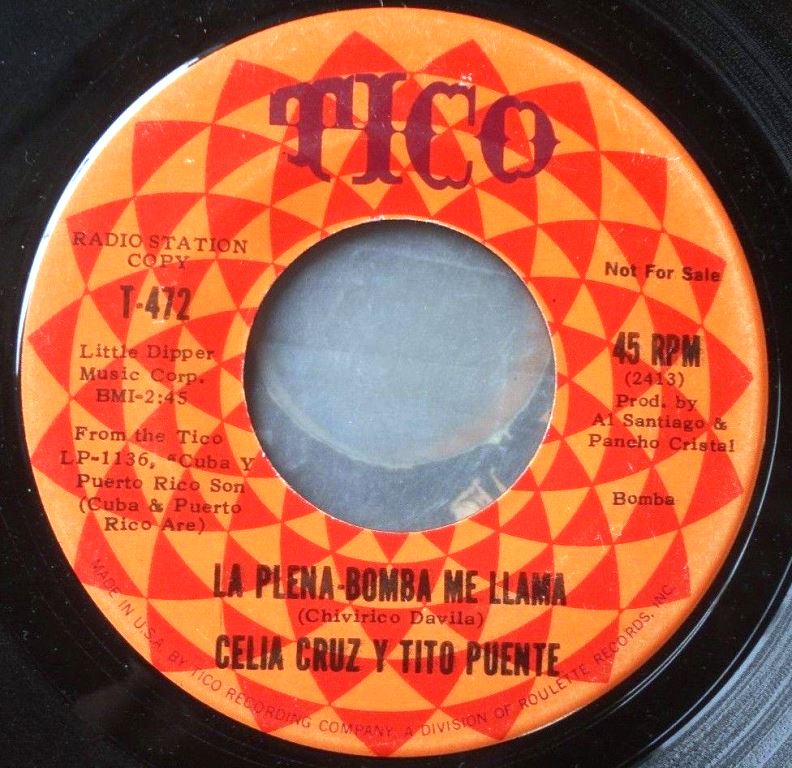 TICO
RADIO STATION
COPY
T-472
Little Dipper
Music Corp.
BMI-2:45
From the Tico
LP-1136, "Cuba Y
Puerto Rico Son
(Cuba & Puerto
Rico Are)
Not For Sale
45 RPM
(2413)
Prod. by
Al Santiago &
Pancho Cristal
Bomba
LA PLENA-BOMBA ME LLAMA
(Chivirico Davila)
CELIA CRUZ Y TITO PUENTE
MADE IN U.S.A. BY TICO RECORDING COMPANY, A DIVISION OF ROULETTE RECORDS, INC.